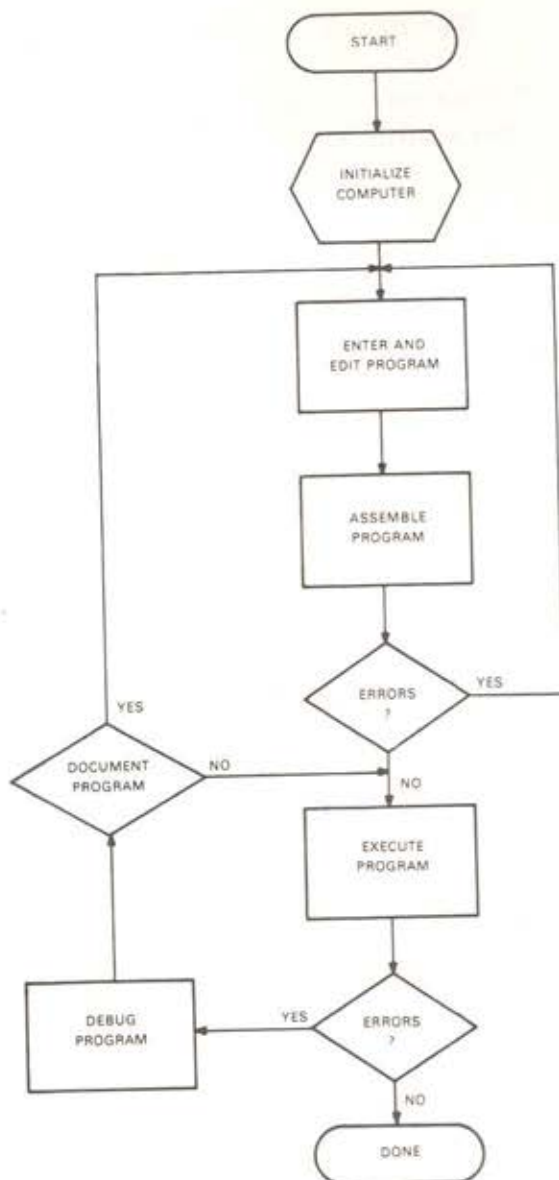 START
INITIALIZE
COMPUTER
ENTER AND
EDIT PROGRAM
ASSEMBLE
PROGRAM
ERRORS
?
YES
YES
DOCUMENT
PROGRAM
NO
NO
EXECUTE
PROGRAM
DEBUG
PROGRAM
YES
ERRORS
?
NO
DONE